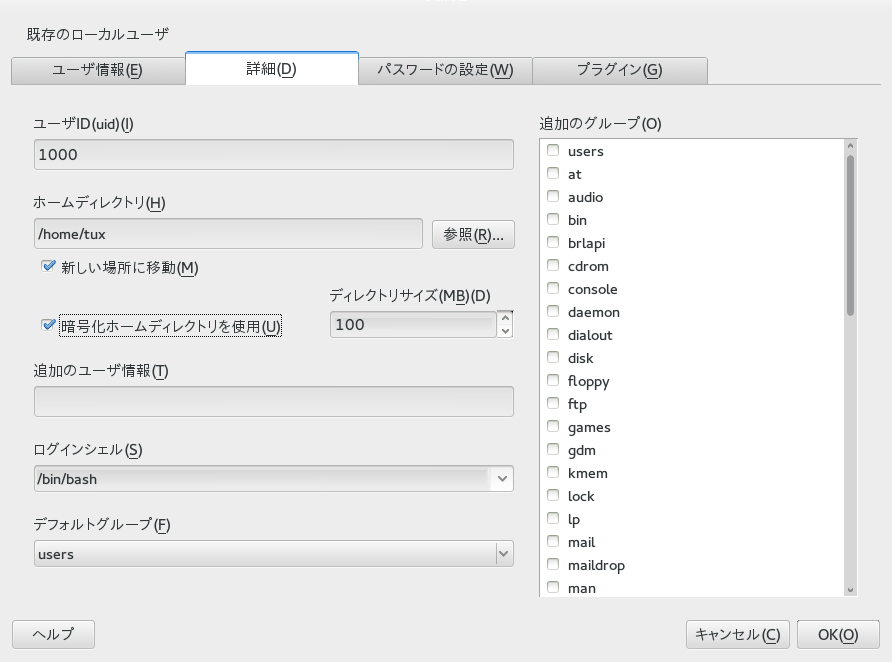 既存のローカルユーザ
ユーザ情報(E) 詳細(D) パスワードの設定(W) プラグイン(G)
ユーザID(uid)(I)
1000
ホームディレクトリ(H)
/home/tux 参照(R)...
新しい場所に移動(M)
ディレクトリサイズ(MB)(D)
暗号化ホームディレクトリを使用(U) 100
追加のユーザ情報(T)
ログインシェル(S)
/bin/bash
デフォルトグループ(F)
users
追加のグループ(O)
users
at
audio
bin
brlapi
cdrom
console
daemon
dialout
disk
floppy
ftp
games
gdm
kmem
lock
lp
mail
maildrop
man
ヘルプ キャンセル(C) OK(O)